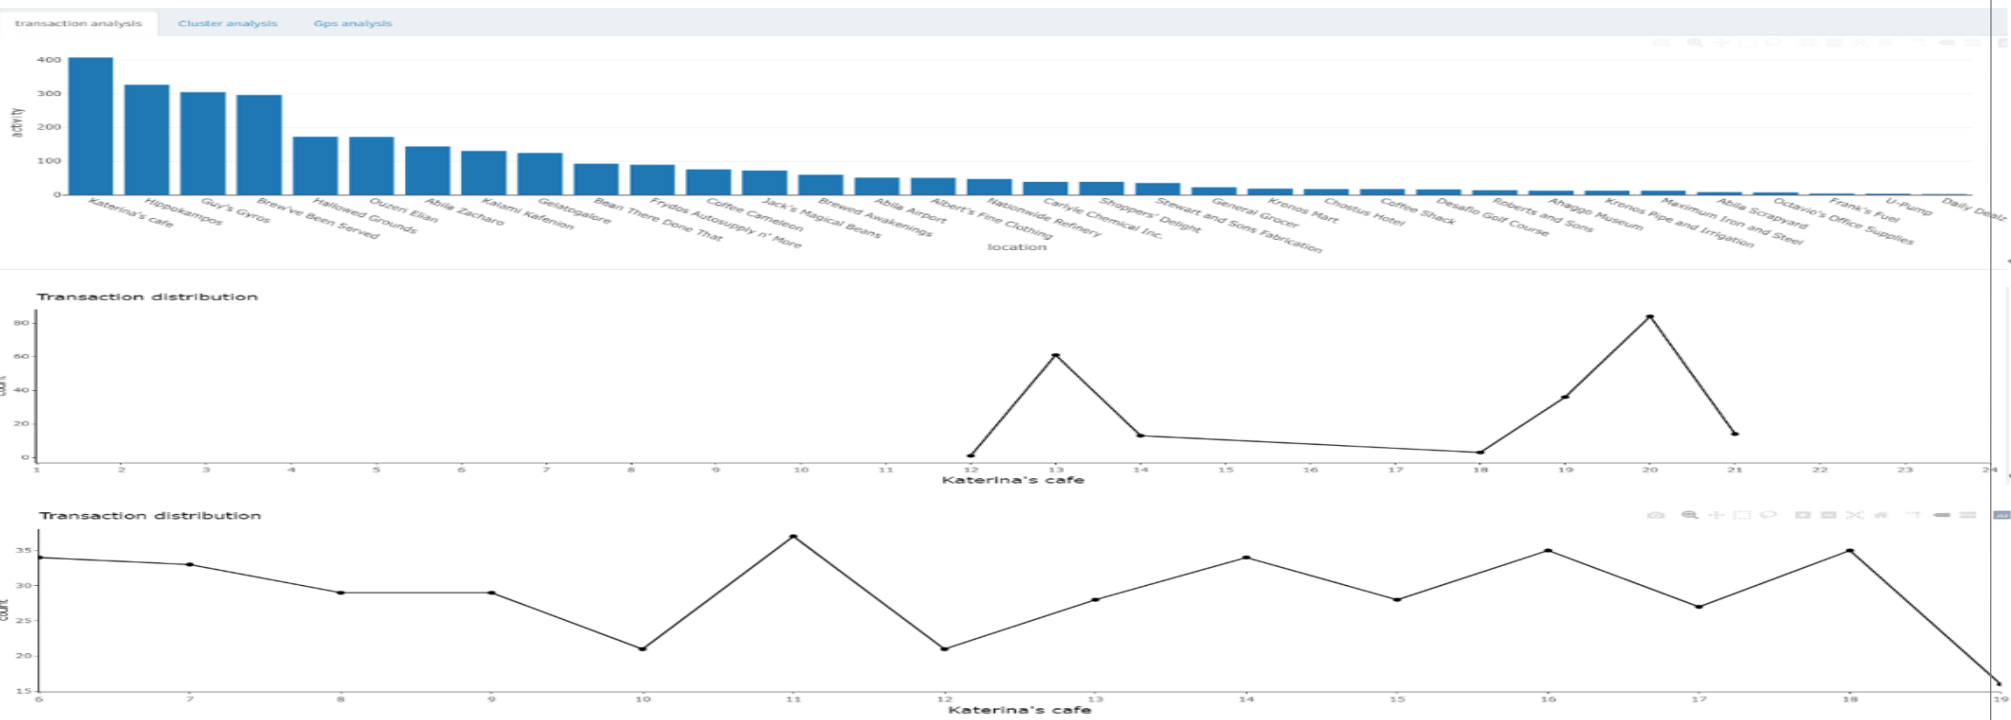 transcription analysis Cluster analysis Gps analysis
400
300
200
100
0
activity
Katerina's cafe
Hippokampos
Guy's Gyros
Brew've Been Served
Hallowed Grounds
Ouzeri Elian
Abila Zacharo
Kalami Kafenion
Gelatogalore
Bean There Done That
Frydos Autosupply n' More
Coffee Cameleon
Jack's Magical Beans
Brewed Awakenings
Abila Airport
Albert's Fine Clothing
Nationwide Refinery
Carlyle Chemical Inc.
Shoppers' Delight
Stewart and Sons Fabrication
General Grocer
Kronos Mart
Chostus Hotel
Coffee Shack
Desafio Golf Course
Roberts and Sons
Ahaggo Museum
Kronos Pipe and Irrigation
Maximum Iron and Steel
Abila Scrapyard
Octavio's Office Supplies
Frank's Fuel
U-Pump
Daily Dealz
location
Transaction distribution
80
60
40
20
0
count
1 2 3 4 5 6 7 8 9 10 11 12 13 14 15 16 17 18 19 20 21 22 23 24
Katerina's cafe
Transaction distribution
35
30
25
20
15
count
6 7 8 9 10 11 12 13 14 15 16 17 18 19
Katerina's cafe